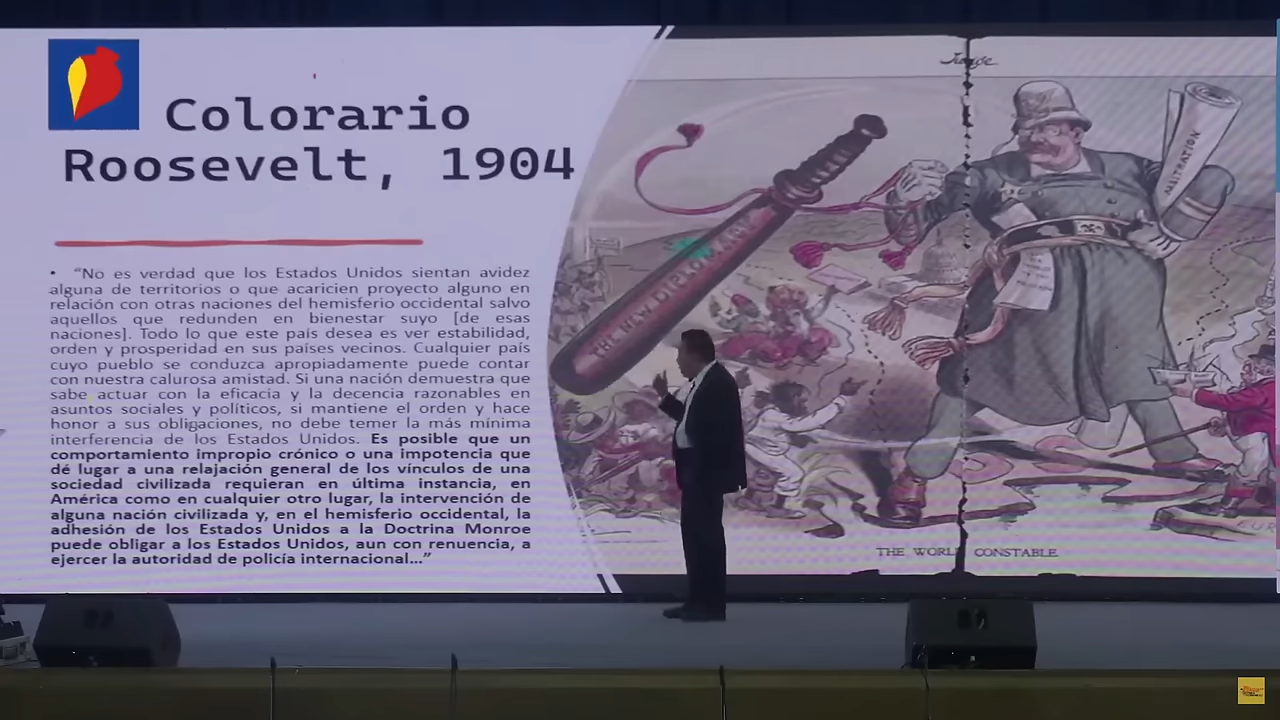 Colorario
Roosevelt, 1904
• “No es verdad que los Estados Unidos sientan avidez
alguna de territorios o que acaricien proyecto alguno en
relación con otras naciones del hemisferio occidental salvo
aquellos que redunden en bienestar suyo [de esas
naciones]. Todo lo que este país desea es ver estabilidad,
orden y prosperidad en sus países vecinos. Cualquier país
cuyo pueblo se conduzca apropiadamente puede contar
con nuestra calurosa amistad. Si una nación demuestra que
sabe actuar con la eficacia y la decencia razonables en
asuntos sociales y políticos, si mantiene el orden y hace
honor a sus obligaciones, no debe temer la más mínima
interferencia de los Estados Unidos. Es posible que un
comportamiento impropio crónico o una impotencia que
dé lugar a una relajación general de los vínculos de una
sociedad civilizada requieran en última instancia, en
América como en cualquier otro lugar, la intervención de
alguna nación civilizada y, en el hemisferio occidental, la
adhesión de los Estados Unidos a la Doctrina Monroe
puede obligar a los Estados Unidos, aun con renuencia, a
ejercer la autoridad de policía internacional...”
Judge
THE NEW DIPLOMACY
THE WORLD CONSTABLE.